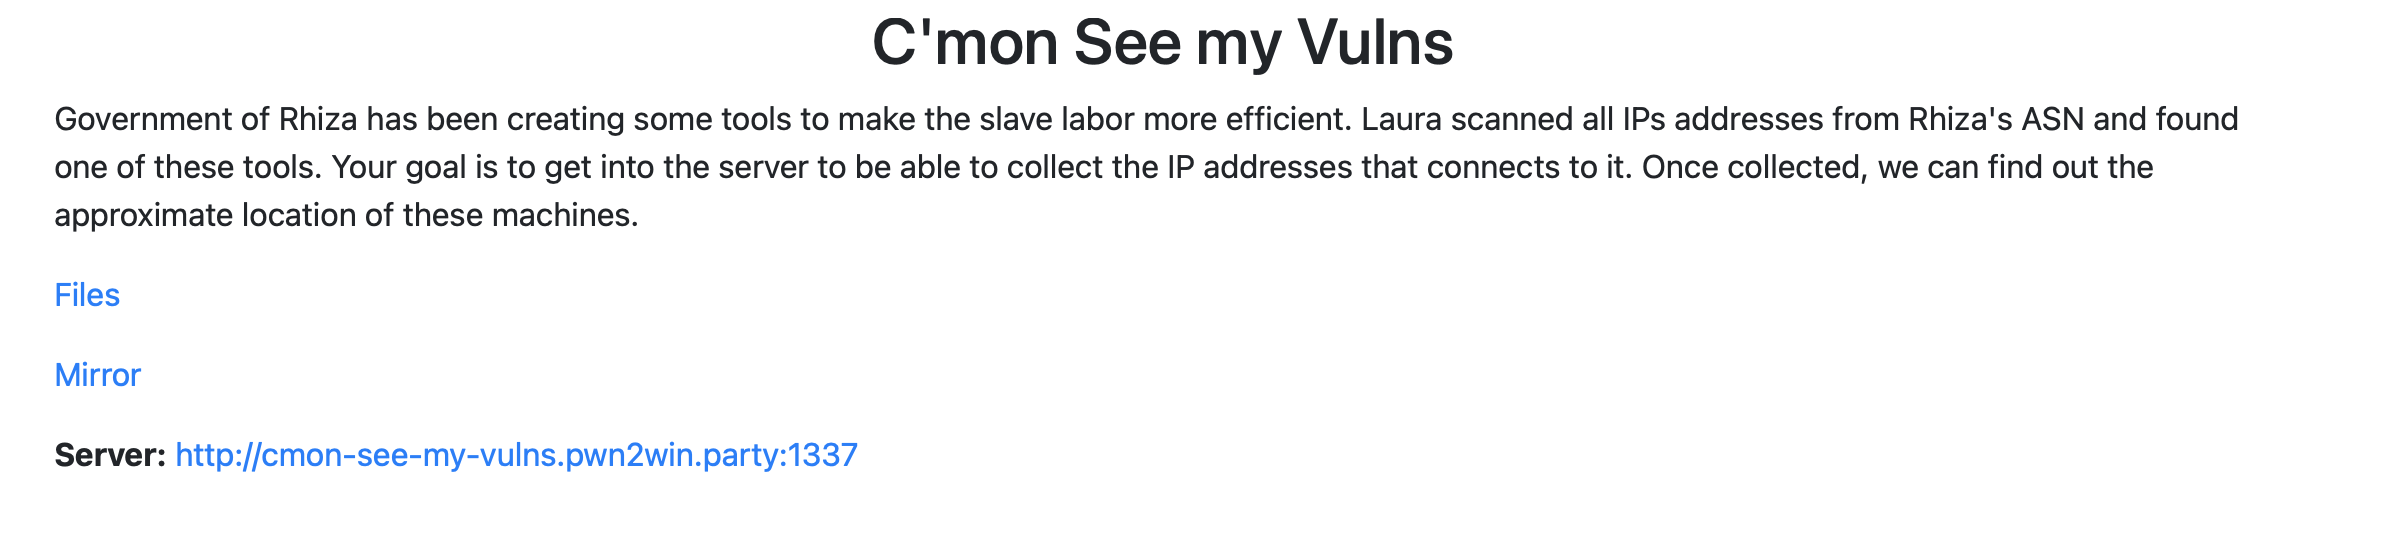 C'mon See my Vulns
Government of Rhiza has been creating some tools to make the slave labor more efficient. Laura scanned all IPs addresses from Rhiza's ASN and found
one of these tools. Your goal is to get into the server to be able to collect the IP addresses that connects to it. Once collected, we can find out the
approximate location of these machines.
Files
Mirror
Server: http://cmon-see-my-vulns.pwn2win.party:1337